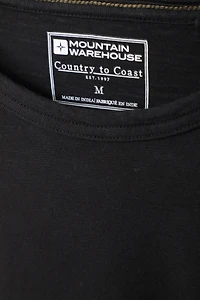 MOUNTAIN
WAREHOUSE
Country to Coast
EST. 1997
M
MADE IN INDIA/FABRIQUÉ EN INDE